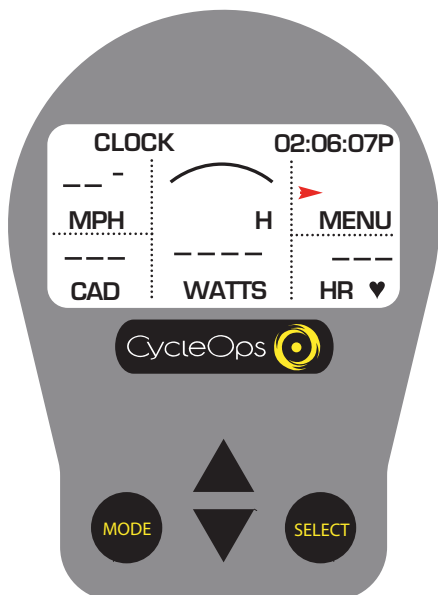 CLOCK 02:06:07P
-- -
MPH H MENU
--- ---- ---
CAD WATTS HR ♥
CycleOps
MODE SELECT